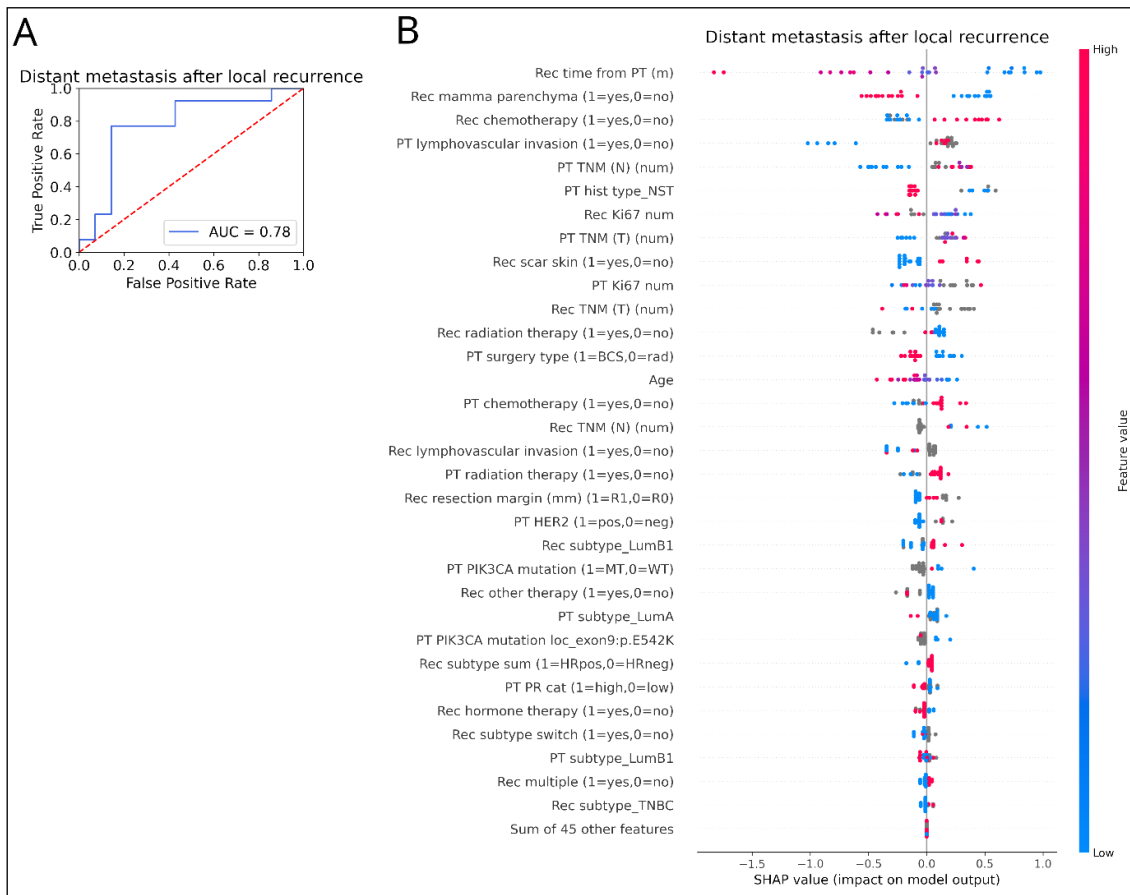 A
Distant metastasis after local recurrence
True Positive Rate
1.0
0.8
0.6
0.4
0.2
0.0
AUC = 0.78
0.0 0.2 0.4 0.6 0.8 1.0
False Positive Rate
B
Distant metastasis after local recurrence
Rec time from PT (m)
Rec mamma parenchyma (1=yes,0=no)
Rec chemotherapy (1=yes,0=no)
PT lymphovascular invasion (1=yes,0=no)
PT TNM (N) (num)
PT hist type_NST
Rec Ki67 num
PT TNM (T) (num)
Rec scar skin (1=yes,0=no)
PT Ki67 num
Rec TNM (T) (num)
Rec radiation therapy (1=yes,0=no)
PT surgery type (1=BCS,0=rad)
Age
PT chemotherapy (1=yes,0=no)
Rec TNM (N) (num)
Rec lymphovascular invasion (1=yes,0=no)
PT radiation therapy (1=yes,0=no)
Rec resection margin (mm) (1=R1,0=R0)
PT HER2 (1=pos,0=neg)
Rec subtype_LumB1
PT PIK3CA mutation (1=MT,0=WT)
Rec other therapy (1=yes,0=no)
PT subtype_LumA
PT PIK3CA mutation loc_exon9:p.E542K
Rec subtype sum (1=HRpos,0=HRneg)
PT PR cat (1=high,0=low)
Rec hormone therapy (1=yes,0=no)
Rec subtype switch (1=yes,0=no)
PT subtype_LumB1
Rec multiple (1=yes,0=no)
Rec subtype_TNBC
Sum of 45 other features
−1.5 −1.0 −0.5 0.0 0.5 1.0
SHAP value (impact on model output)
High
Feature value
Low